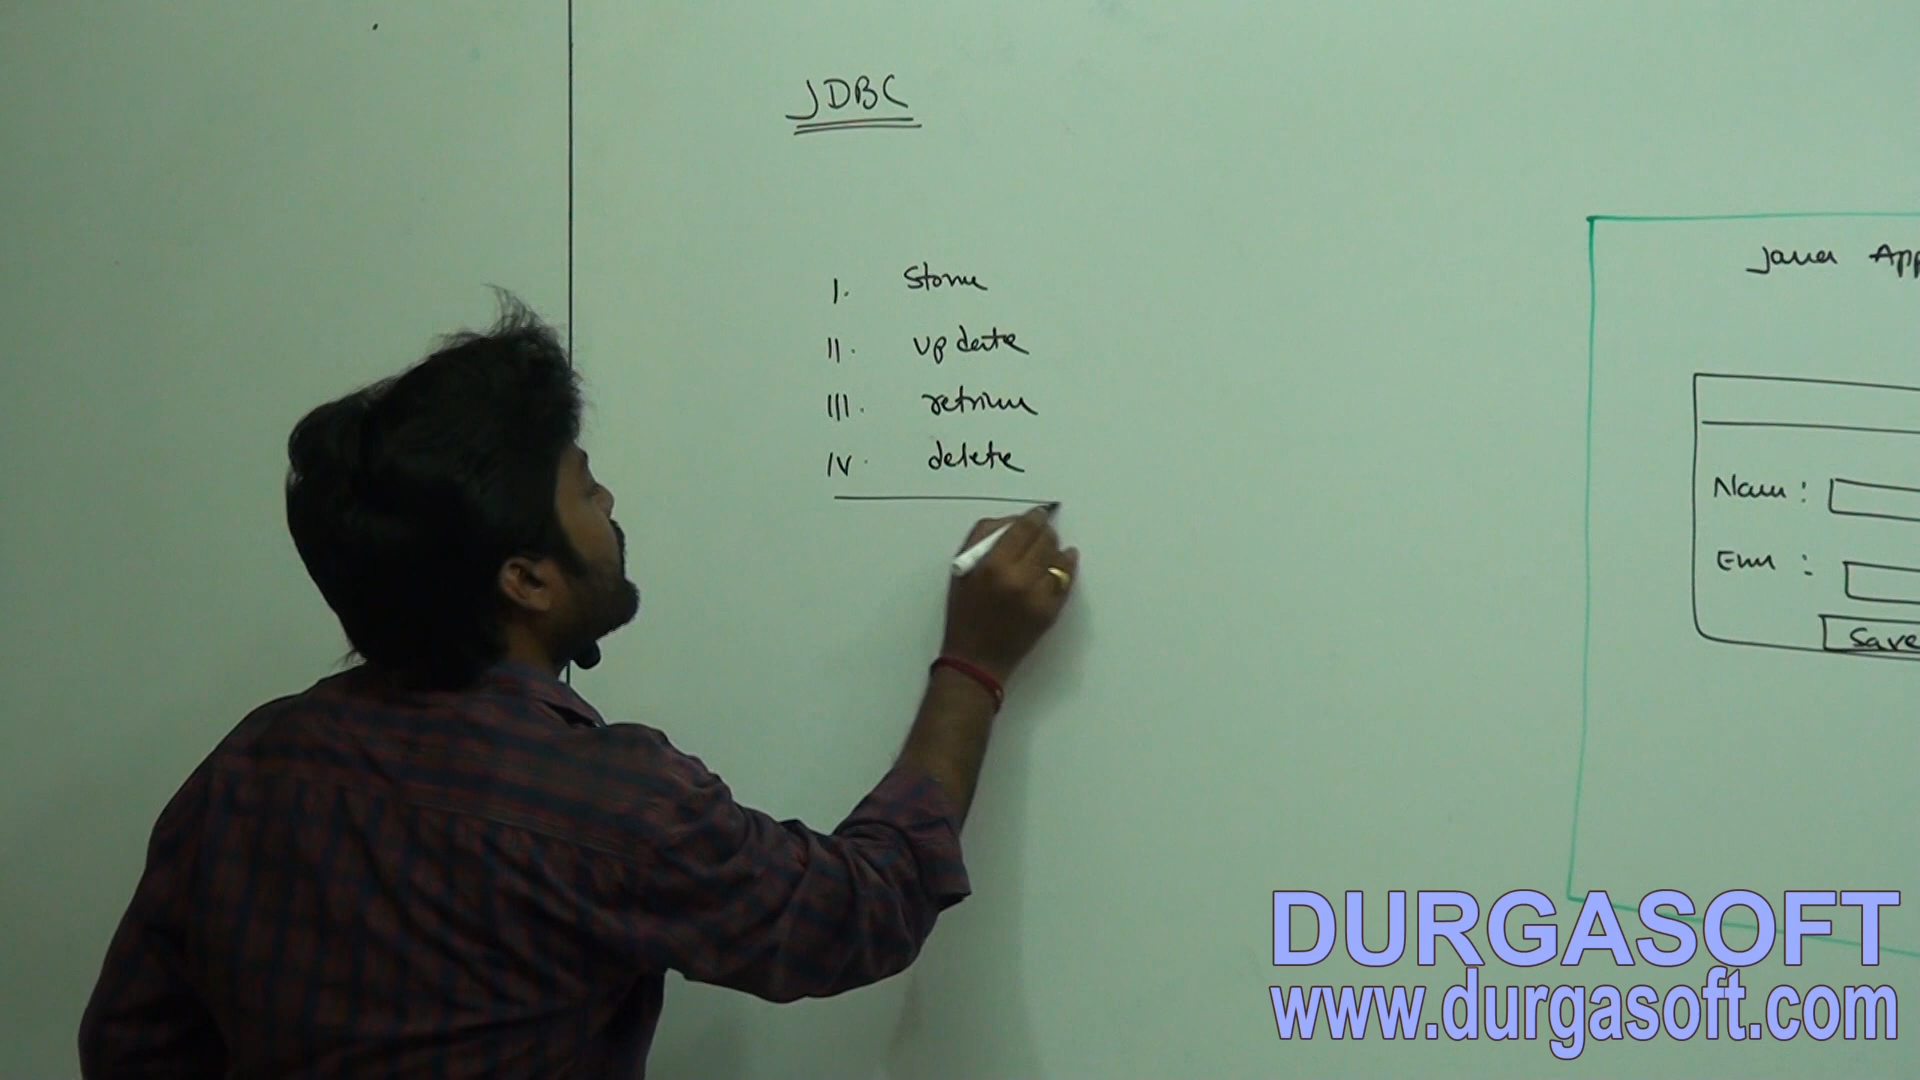 JDBC
I. Store
II. update
III. retrieve
IV. delete
Java App
Name :
Email :
Save
DURGASOFT
www.durgasoft.com